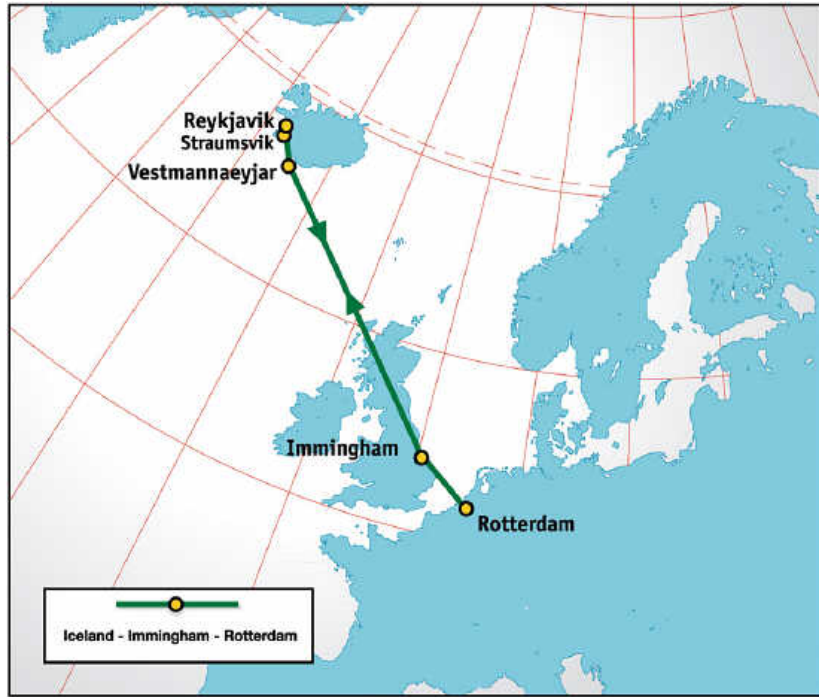 Reykjavik
Straumsvik
Vestmannaeyjar
Immingham
Rotterdam
Iceland - Immingham - Rotterdam